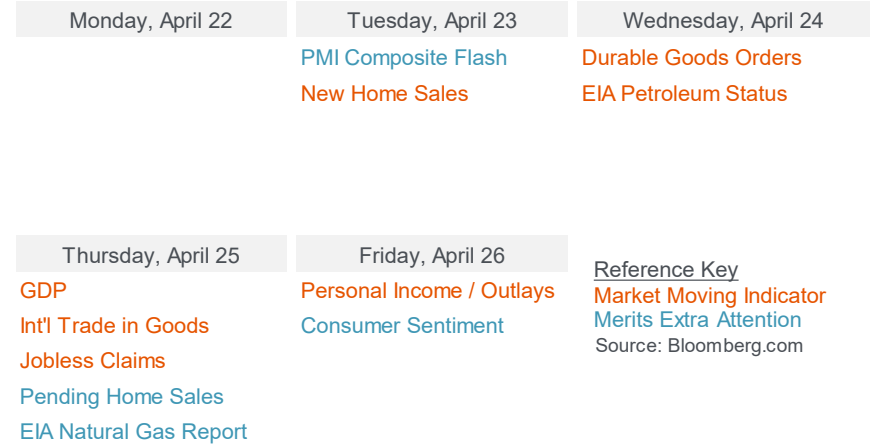 Monday, April 22
Tuesday, April 23
PMI Composite Flash
New Home Sales
Wednesday, April 24
Durable Goods Orders
EIA Petroleum Status
Thursday, April 25
GDP
Int'l Trade in Goods
Jobless Claims
Pending Home Sales
EIA Natural Gas Report
Friday, April 26
Personal Income / Outlays
Consumer Sentiment
Reference Key
Market Moving Indicator
Merits Extra Attention
Source: Bloomberg.com